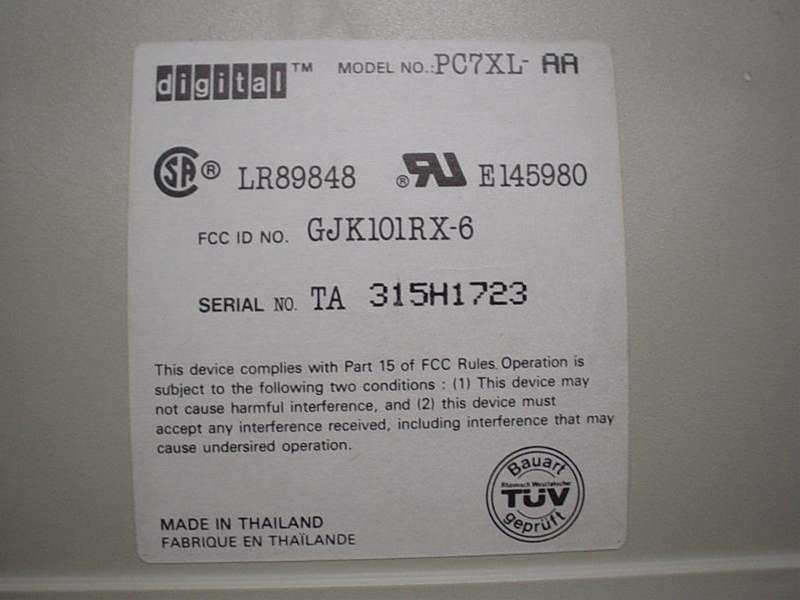 digital™ MODEL NO.:PC7XL- AA
SA® LR89848 ®RU E145980
FCC ID NO. GJK101RX-6
SERIAL NO. TA 315H1723
This device complies with Part 15 of FCC Rules. Operation is
subject to the following two conditions : (1) This device may
not cause harmful interference, and (2) this device must
accept any interference received, including interference that may
cause undersired operation.
Bauart
TÜV
geprüft
MADE IN THAILAND
FABRIQUE EN THAÏLANDE